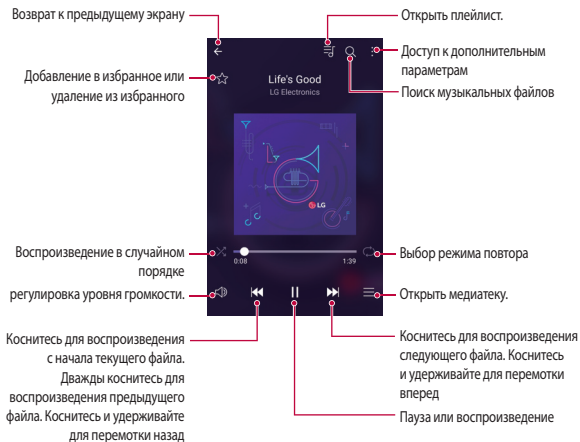 Возврат к предыдущему экрану
Добавление в избранное или
удаление из избранного
Воспроизведение в случайном
порядке
регулировка уровня громкости.
Коснитесь для воспроизведения
с начала текущего файла.
Дважды коснитесь для
воспроизведения предыдущего
файла. Коснитесь и удерживайте
для перемотки назад
Life's Good
LG Electronics
LG
0:08
1:39
Открыть плейлист.
Доступ к дополнительным
параметрам
Поиск музыкальных файлов
Выбор режима повтора
Открыть медиатеку.
Коснитесь для воспроизведения
следующего файла. Коснитесь
и удерживайте для перемотки
вперед
Пауза или воспроизведение